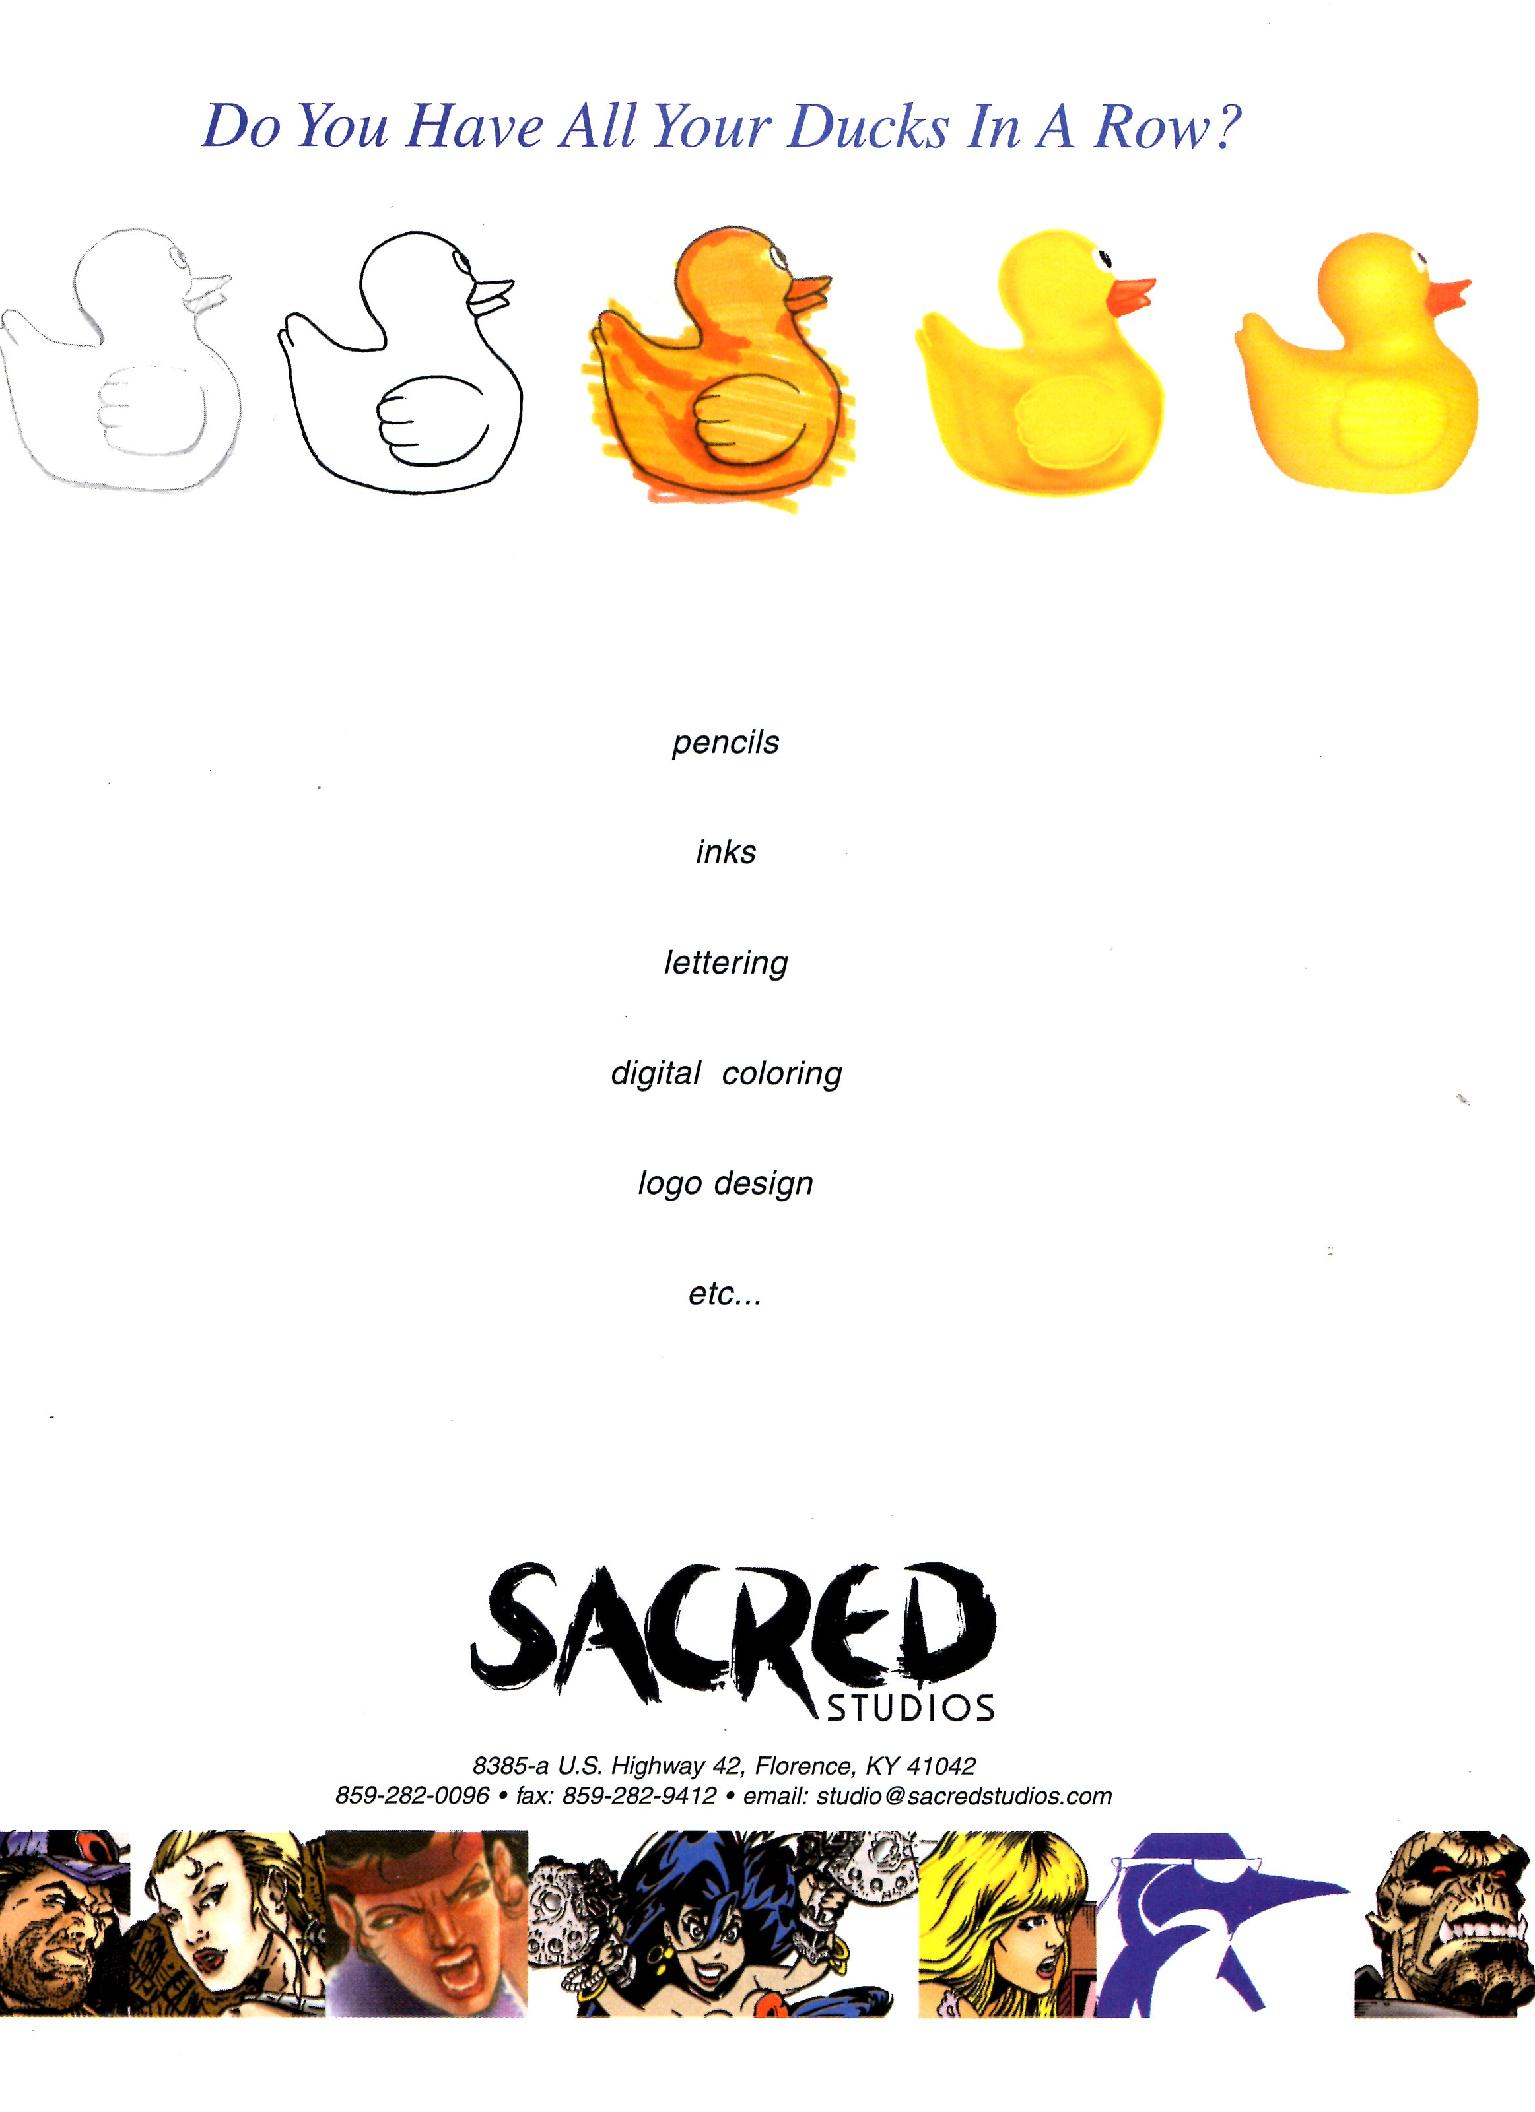 Do You Have All Your Ducks In A Row?
pencils
inks
lettering
digital coloring
logo design
etc...
SACRED
STUDIOS
8385-a U.S. Highway 42, Florence, KY 41042
859-282-0096 • fax: 859-282-9412 • email: studio@sacredstudios.com